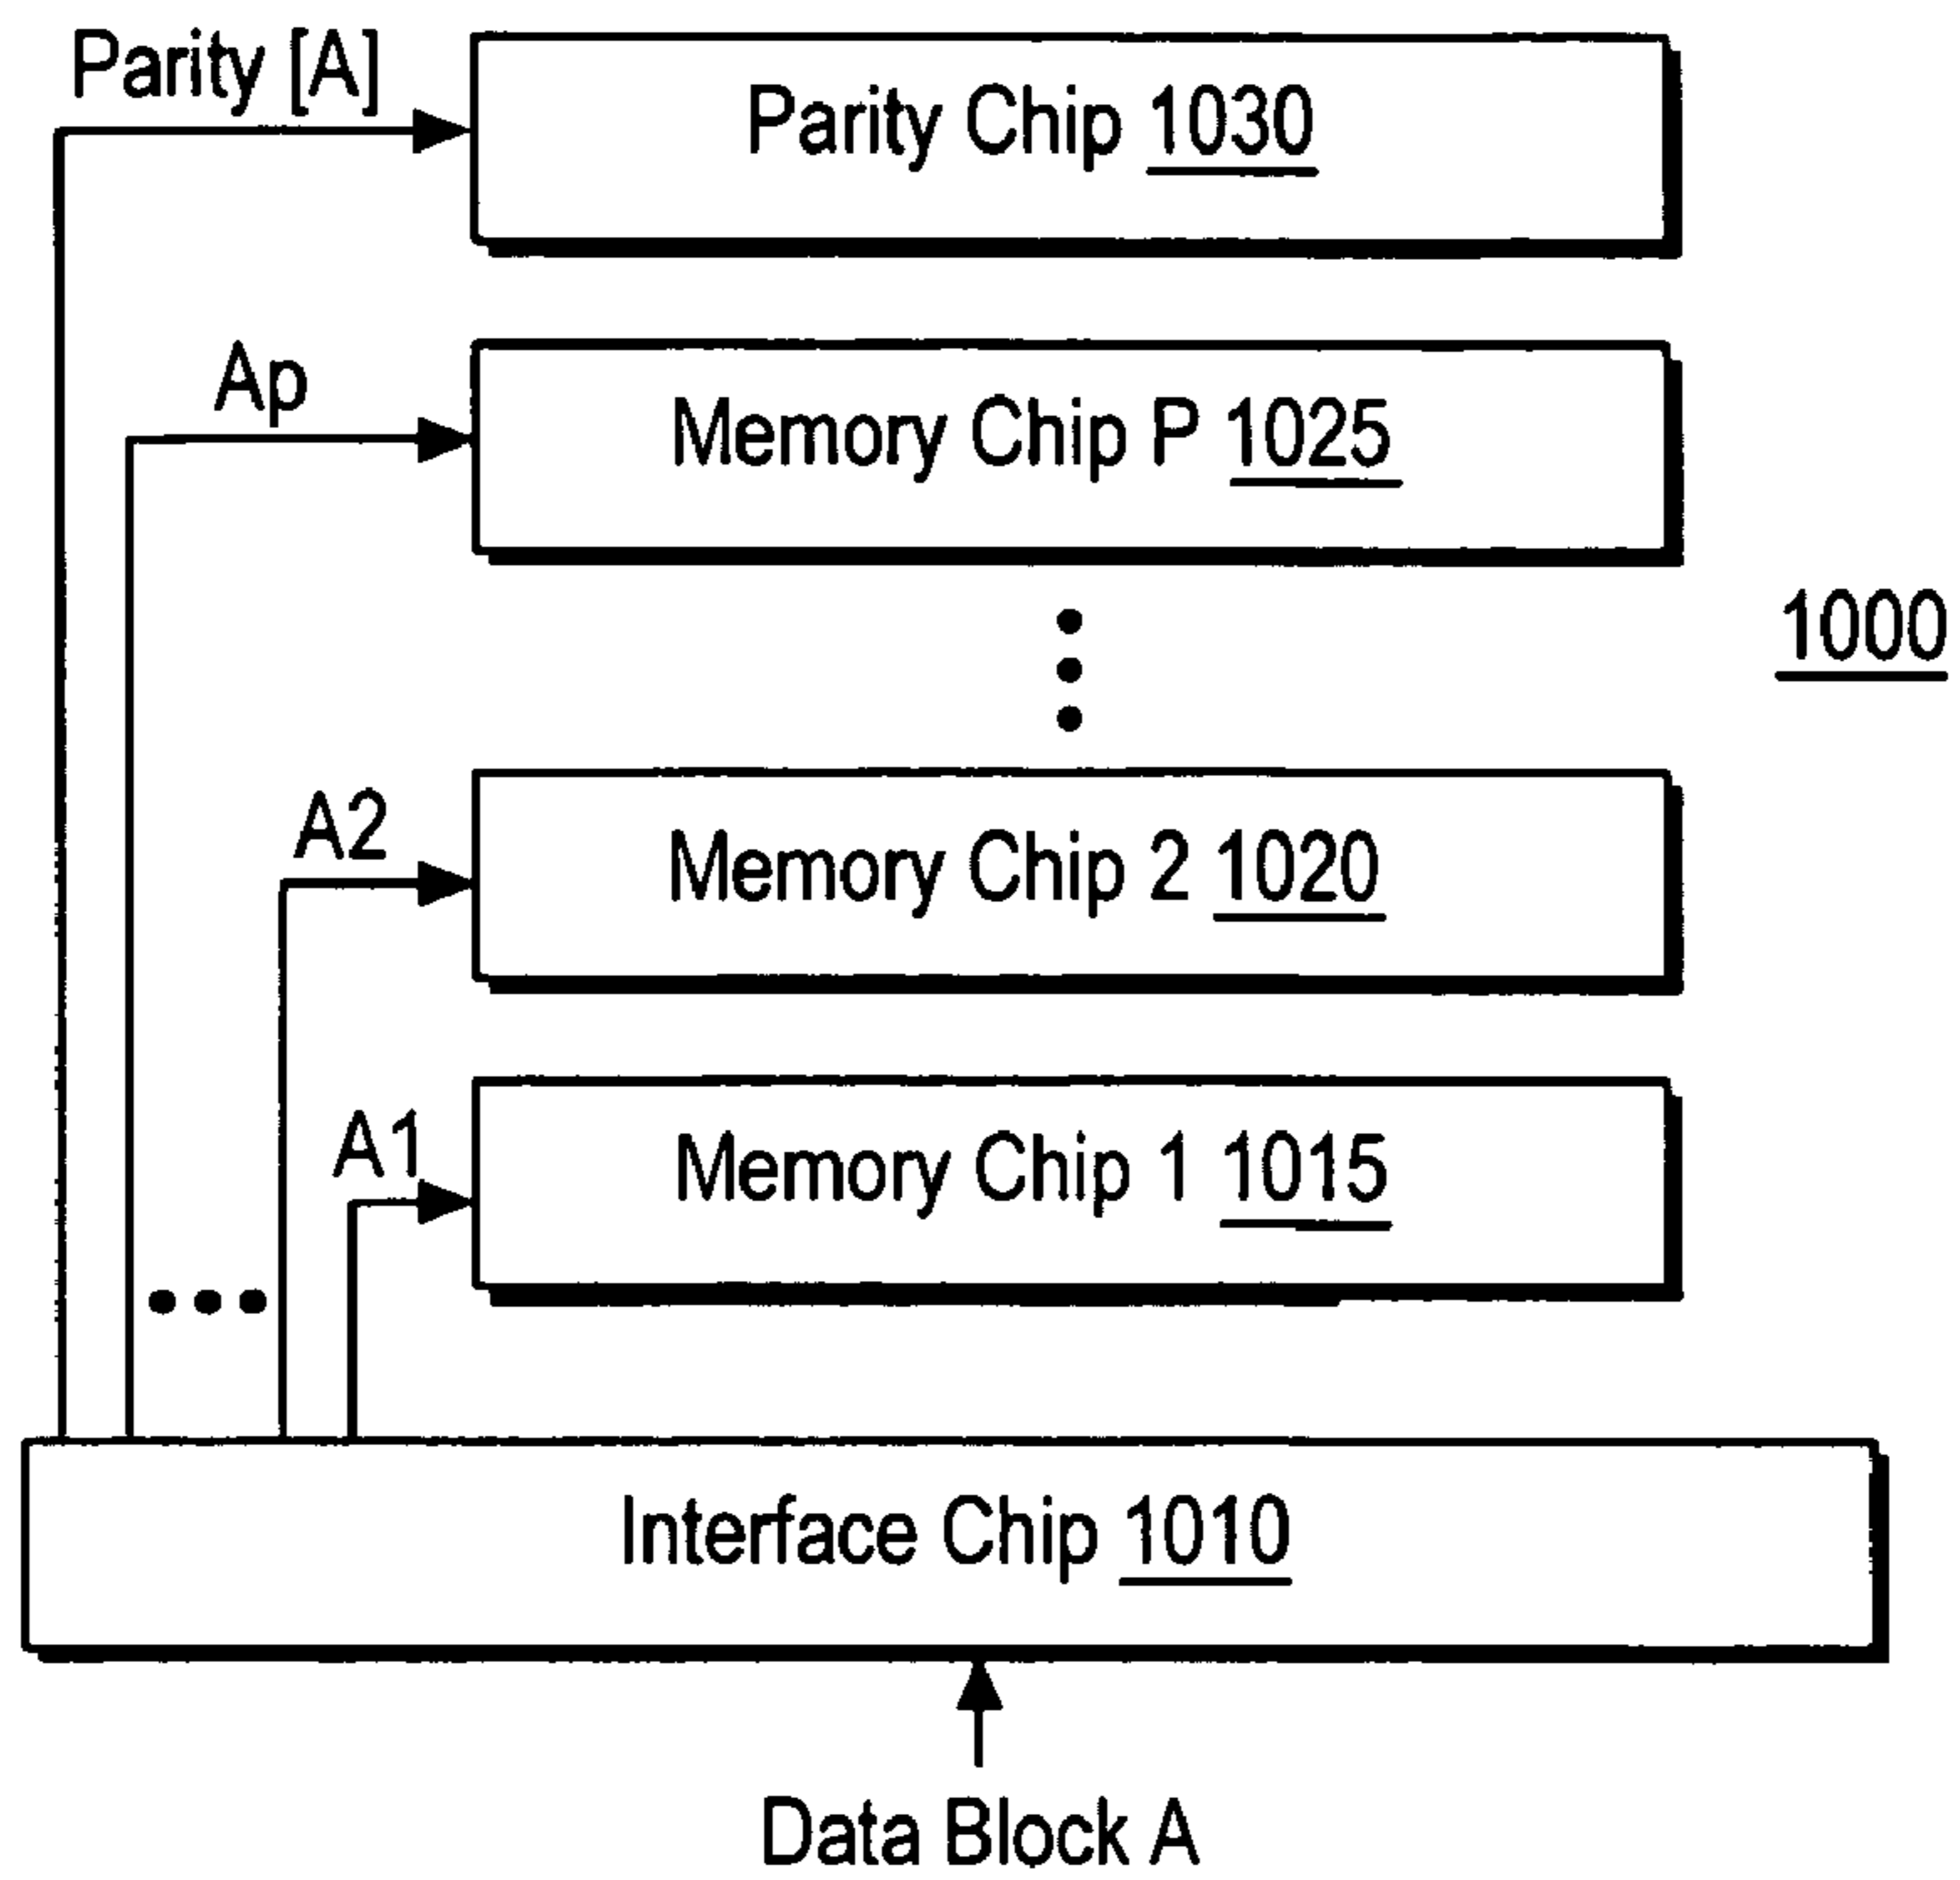 Parity [A]
Parity Chip 1030
Ap
Memory Chip P 1025
1000
A2
Memory Chip 2 1020
A1
Memory Chip 1 1015
Interface Chip 1010
Data Block A